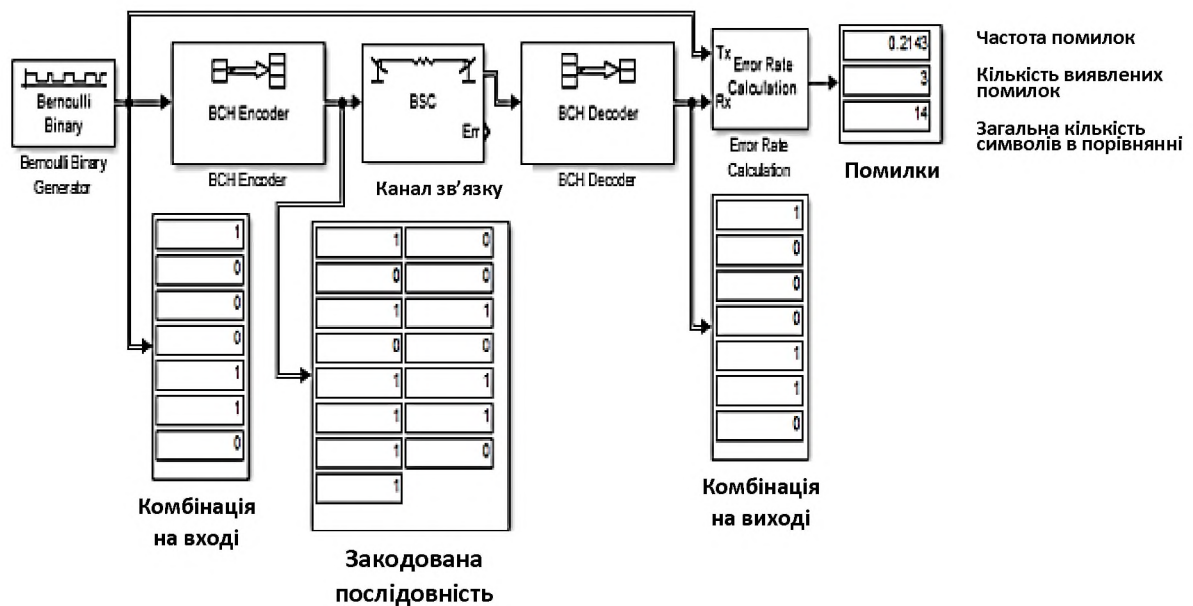 Bernoulli
Binary
Bernoulli Binary
Generator
BCH Encoder
BCH Encoder
BSC
Err
Канал зв’язку
BCH Decoder
BCH Decoder
Tx
Rx
Error Rate
Calculation
Error Rate
Calculation
0.2143
3
14
Помилки
Частота помилок
Кількість виявлених
помилок
Загальна кількість
символів в порівнянні
1
0
0
0
1
1
0
Комбінація
на вході
1 0
0 0
1 1
0 0
1 1
1 1
1 0
1
Закодована
послідовність
1
0
0
0
1
1
0
Комбінація
на виході